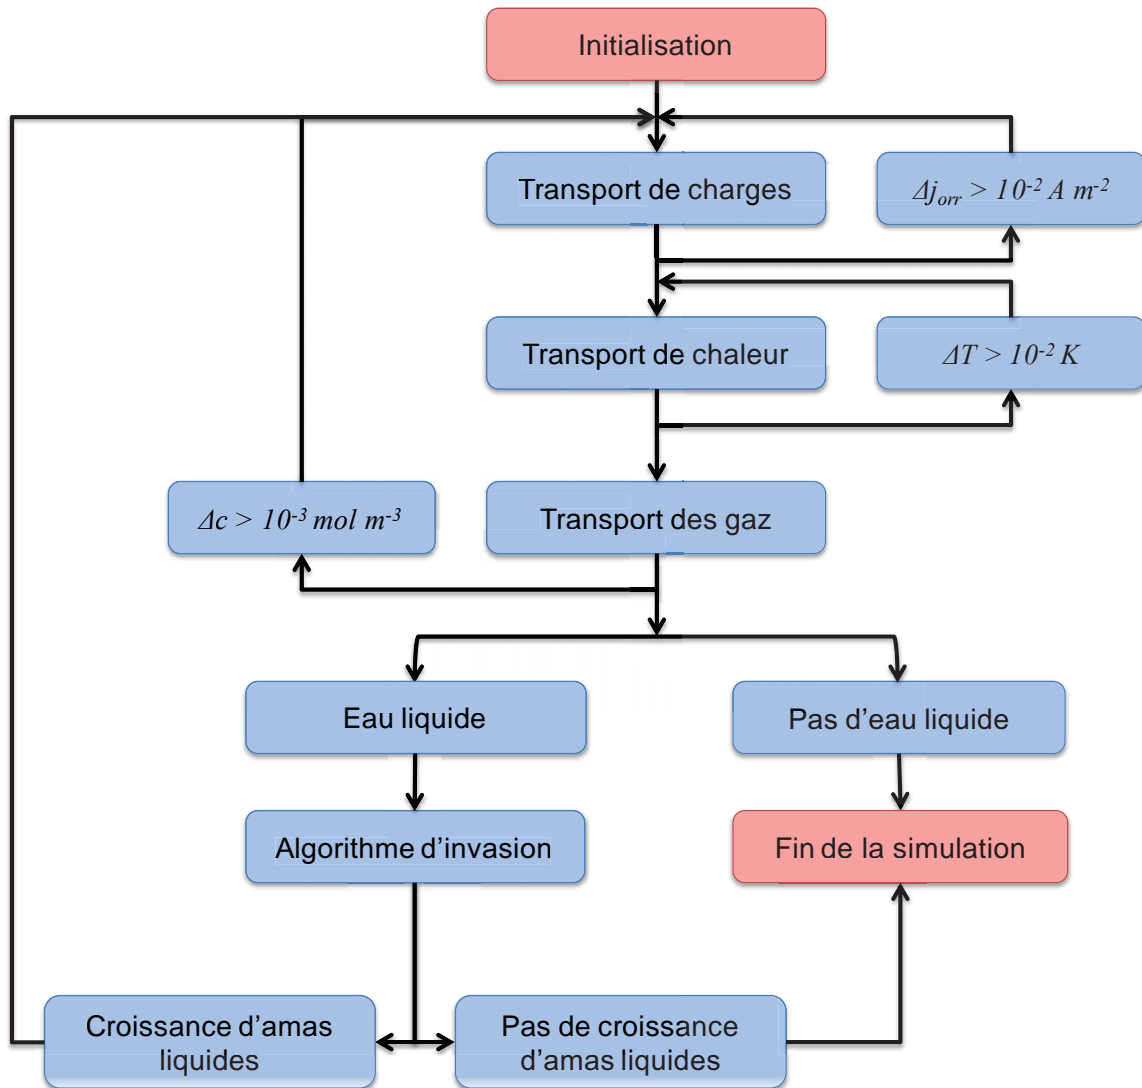 Initialisation
Transport de charges
Δj_orr > 10⁻² A m⁻²
Transport de chaleur
ΔT > 10⁻² K
Δc > 10⁻³ mol m⁻³
Transport des gaz
Eau liquide
Pas d’eau liquide
Algorithme d’invasion
Fin de la simulation
Croissance d’amas
liquides
Pas de croissance
d’amas liquides